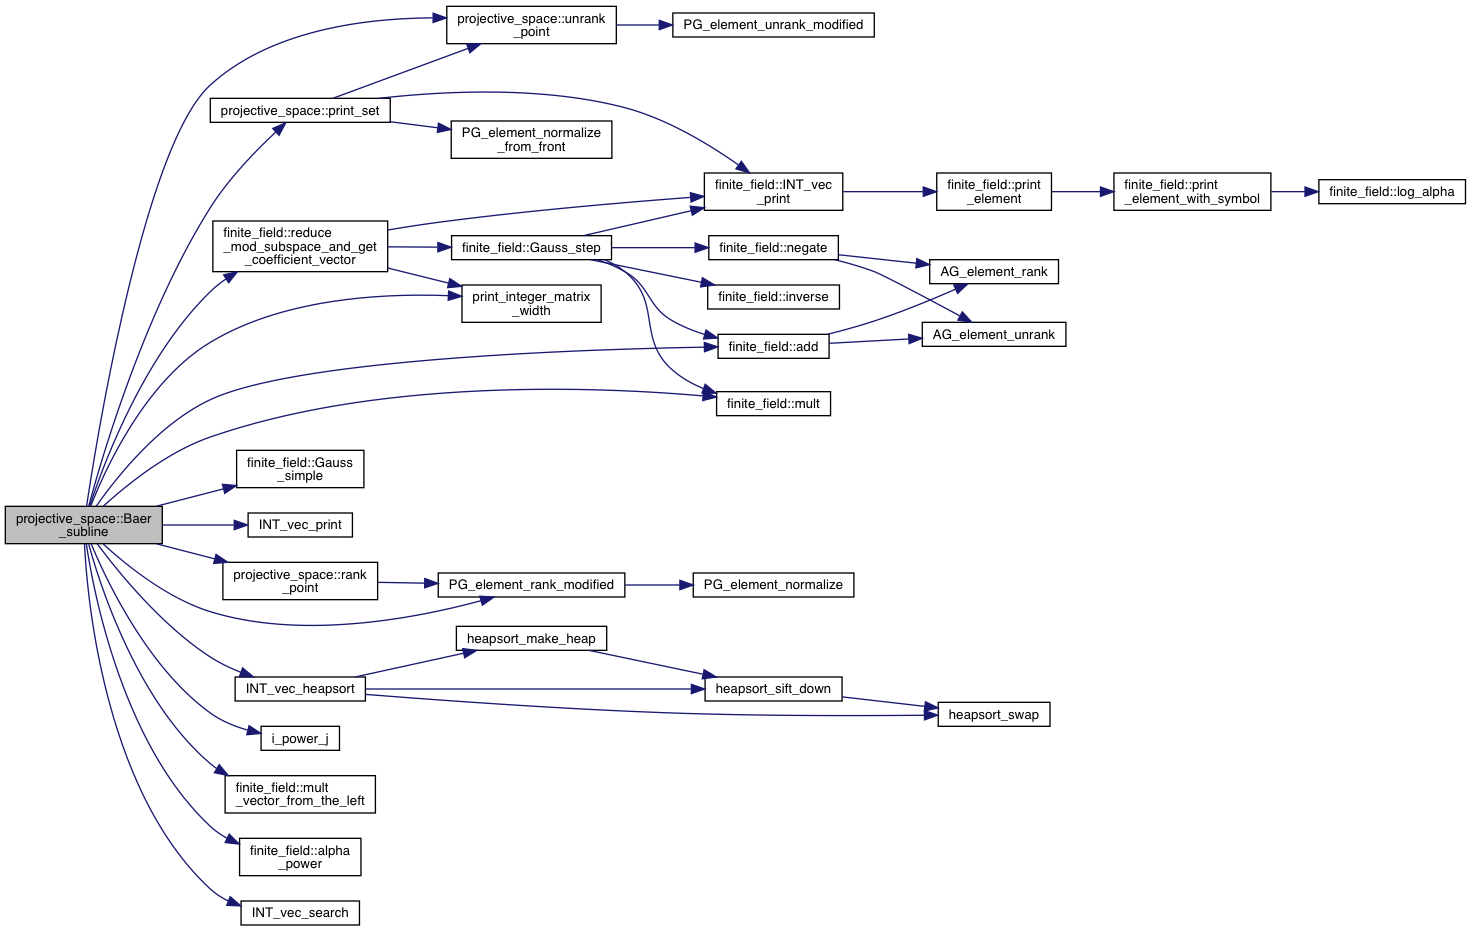 projective_space::unrank
_point
PG_element_unrank_modified
projective_space::print_set
PG_element_normalize
_from_front
finite_field::INT_vec
_print
finite_field::print
_element
finite_field::print
_element_with_symbol
finite_field::log_alpha
finite_field::reduce
_mod_subspace_and_get
_coefficient_vector
finite_field::Gauss_step
finite_field::negate
AG_element_rank
print_integer_matrix
_width
finite_field::inverse
finite_field::add
AG_element_unrank
finite_field::mult
finite_field::Gauss
_simple
projective_space::Baer
_subline
INT_vec_print
projective_space::rank
_point
PG_element_rank_modified
PG_element_normalize
heapsort_make_heap
INT_vec_heapsort
heapsort_sift_down
heapsort_swap
i_power_j
finite_field::mult
_vector_from_the_left
finite_field::alpha
_power
INT_vec_search